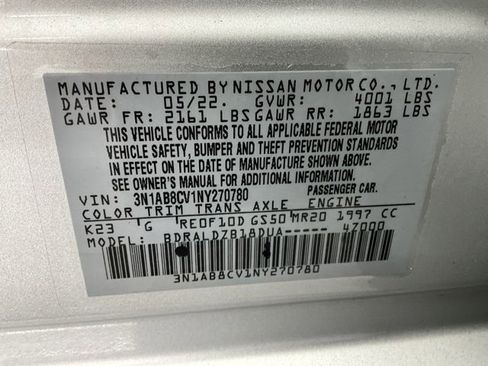 MANUFACTURED BY NISSAN MOTOR CO., LTD.
DATE: 05/22. GVWR: 4001 LBS
GAWR FR: 2161 LBS GAWR RR: 1863 LBS
THIS VEHICLE CONFORMS TO ALL APPLICABLE FEDERAL MOTOR
VEHICLE SAFETY, BUMPER AND THEFT PREVENTION STANDARDS
IN EFFECT ON THE DATE OF MANUFACTURE SHOWN ABOVE.
SEE OWNER'S MANUAL FOR ADDITIONAL INFORMATION.
VIN: 3N1AB8CV1NY270780 PASSENGER CAR.
COLOR TRIM TRANS AXLE ENGINE
K23 G RE0F10D GS50 MR20 1997 CC
MODEL: BDRALDZB18DUA----- 47000
3N1AB8CV1NY270780